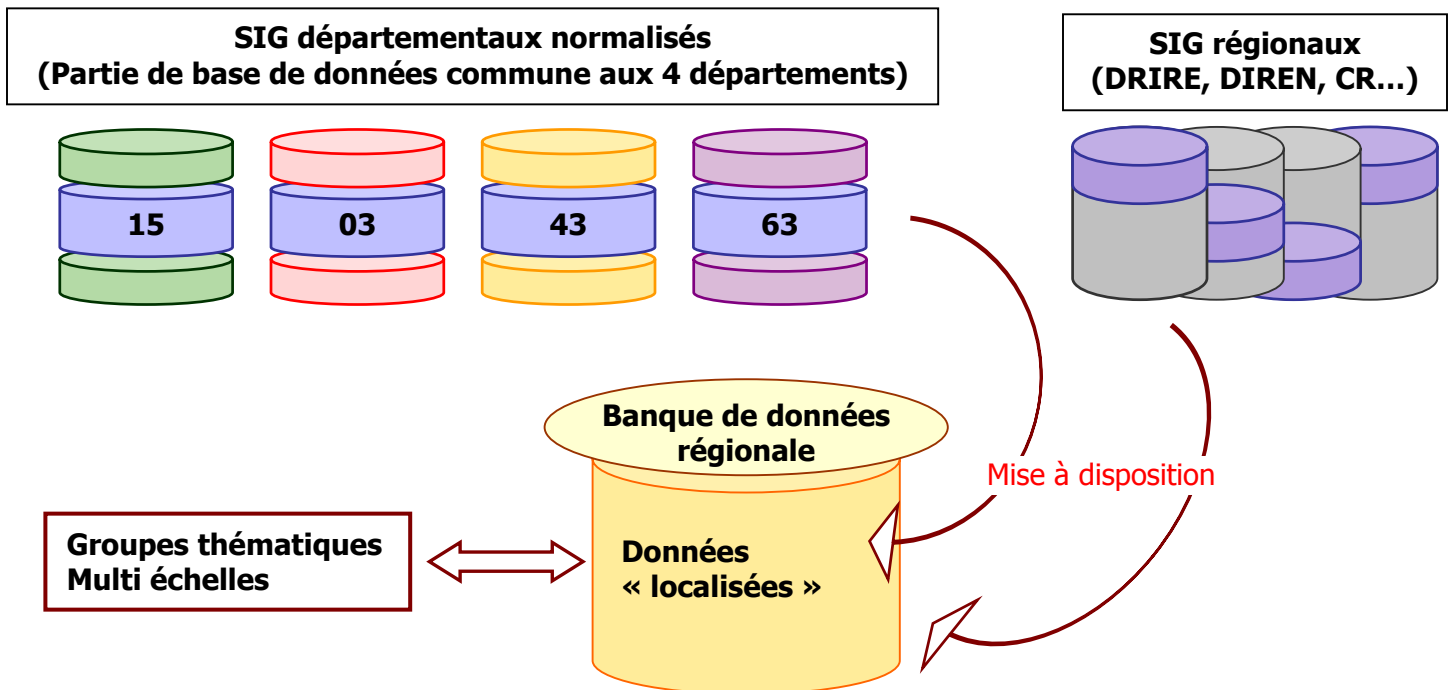 SIG départementaux normalisés
(Partie de base de données commune aux 4 départements)
SIG régionaux
(DRIRE, DIREN, CR...)
15
03
43
63
Banque de données
régionale
Mise à disposition
Groupes thématiques
Multi échelles
Données
« localisées »